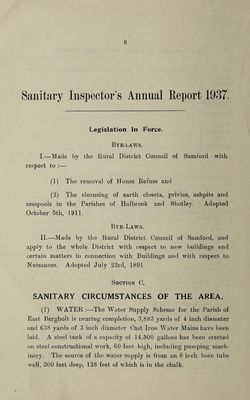 8
Sanitary Inspector's Annual Report 1937.
Legislation In Force.
BYE-LAWS.
I.—Made by the Rural District Council of Samford with
respect to :—
(1) The removal of House Refuse and
(2) The cleansing of earth closets, privies, ashpits and
cesspools in the Parishes of Holbrook and Shotley. Adopted
October 5th, 1911.
BYE-LAWS.
II.—Made by the Rural District Council of Samford, and
apply to the whole District with respect to new buildings and
certain matters in connection with Buildings and with respect to
Nuisances. Adopted July 23rd, 1891.
SECTION C,
SANITARY CIRCUMSTANCES OF THE AREA.
(1) WATER :—The Water Supply Scheme for the Parish of
East Bergholt is nearing completion, 3,883 yards of 4 inch diameter
and 638 yards of 3 inch diameter Cast Iron Water Mains have been
laid. A steel tank of a capacity of 14,500 gallons has been erected
on steel constructional work, 60 feet high, including pumping mach-
inery. The source of the water supply is from an 8 inch bore tube
well, 300 feet deep, 128 feet of which is in the chalk.